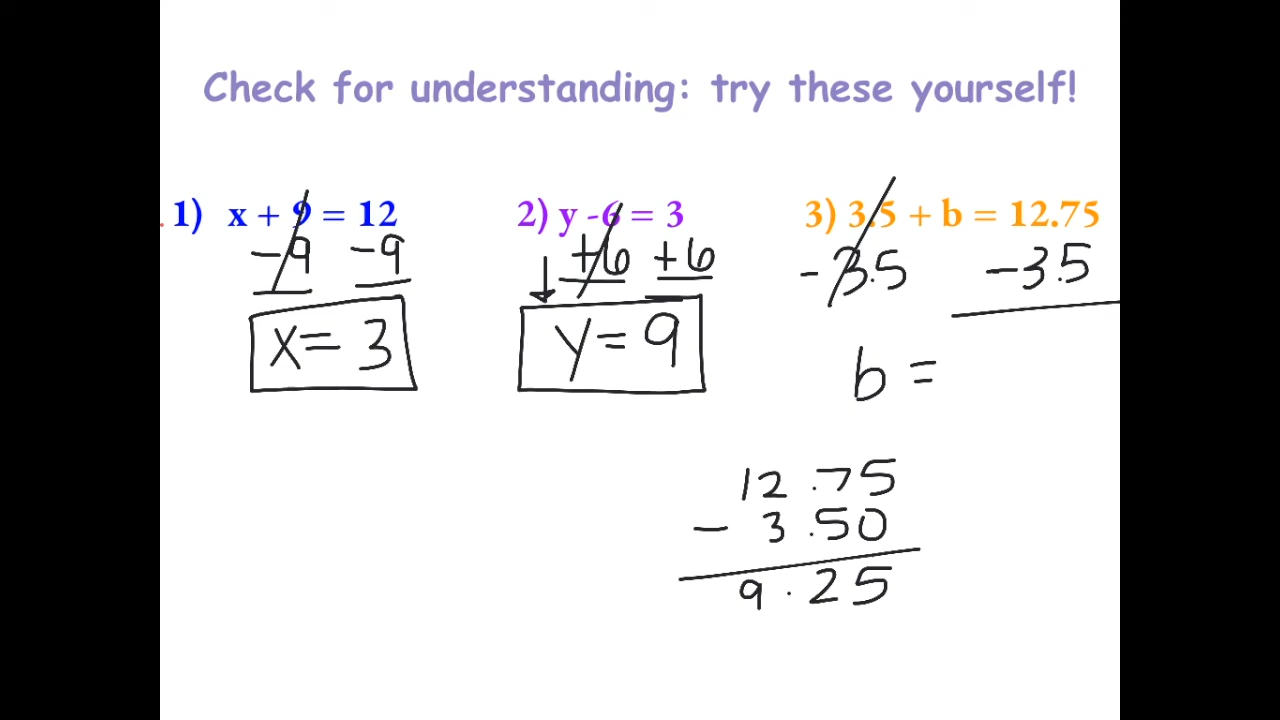 Check for understanding: try these yourself!
1) x + 9 = 12
-9 -9
x = 3
2) y -6 = 3
+6 +6
y = 9
3) 3.5 + b = 12.75
-3.5 -3.5
b =
12.75
- 3.50
9.25